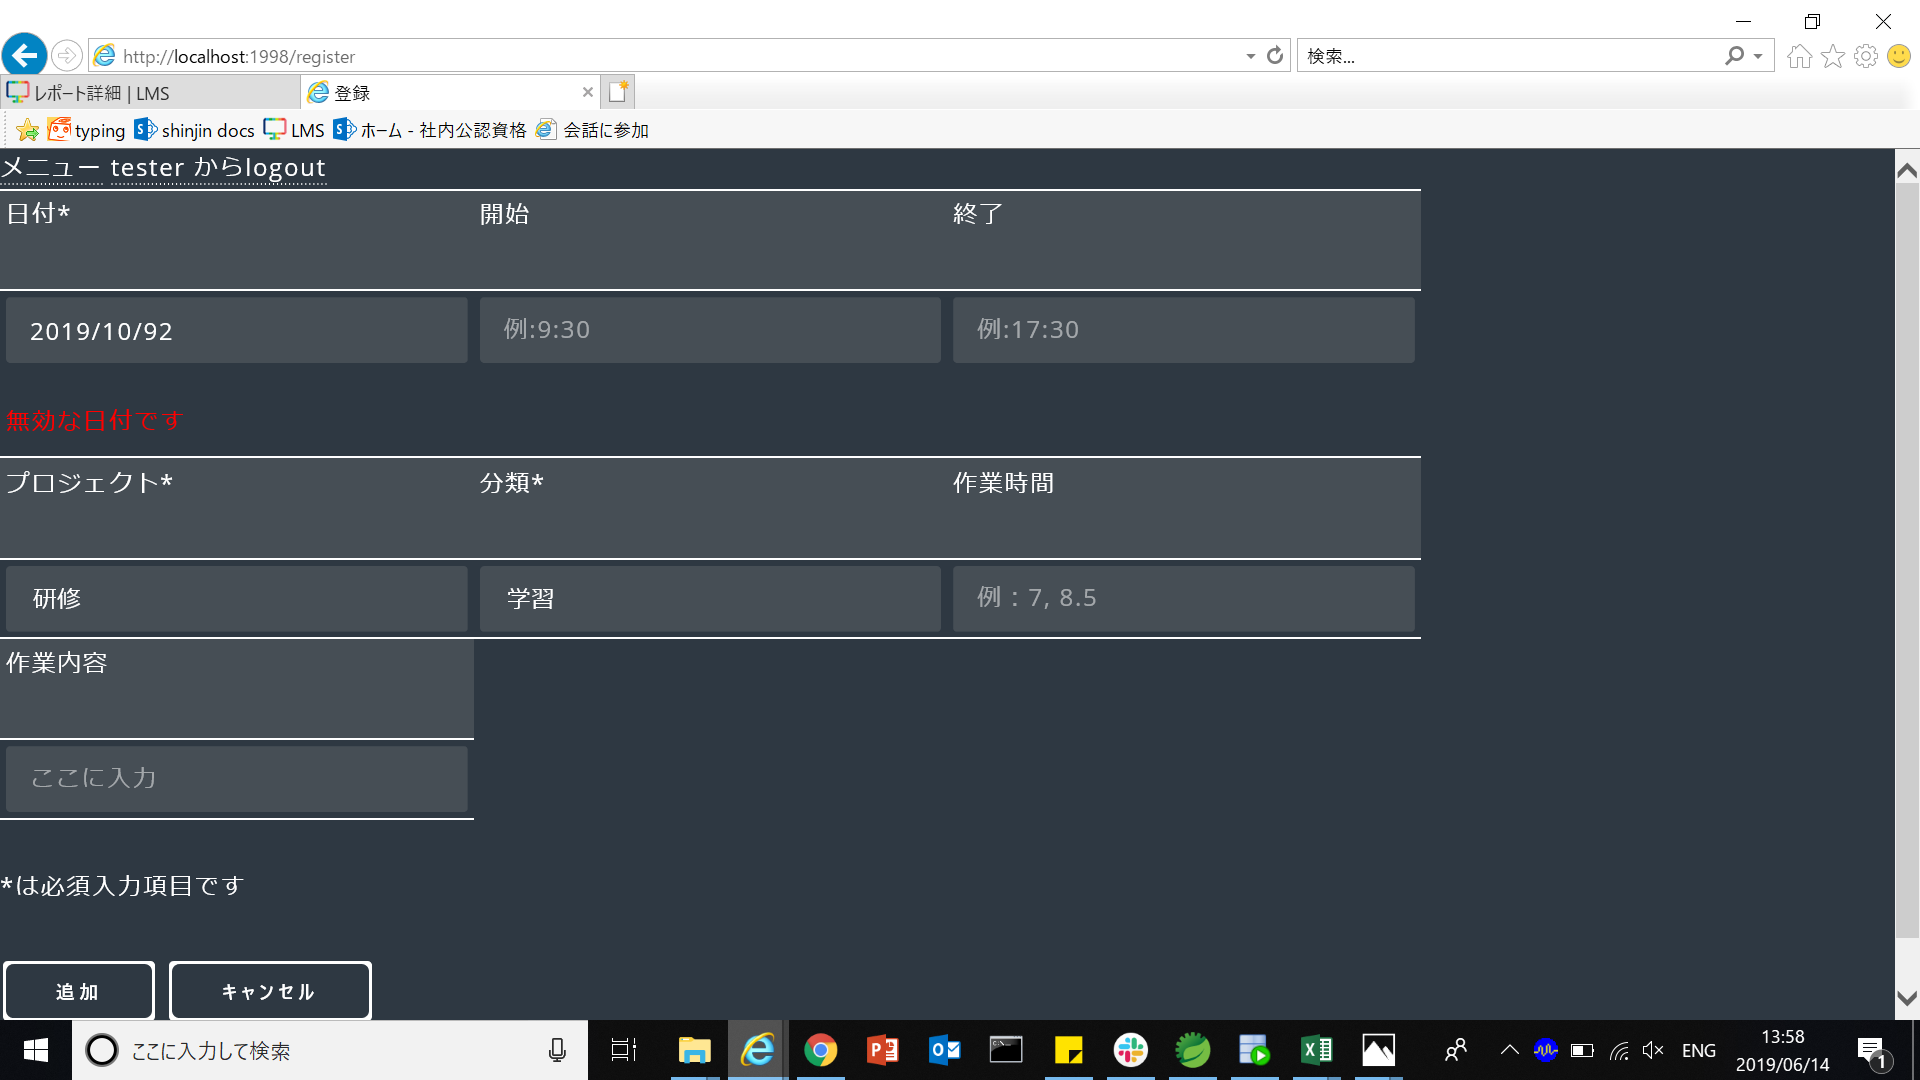 http://localhost:1998/register
検索...
レポート詳細 | LMS
登録
typing
shinjin docs
LMS
ホーム - 社内公認資格
会話に参加
メニュー tester からlogout
日付* 開始 終了
2019/10/92 例:9:30 例:17:30
無効な日付です
プロジェクト* 分類* 作業時間
研修 学習 例：7, 8.5
作業内容
ここに入力
*は必須入力項目です
追加 キャンセル
ここに入力して検索
ENG
13:58
2019/06/14
1